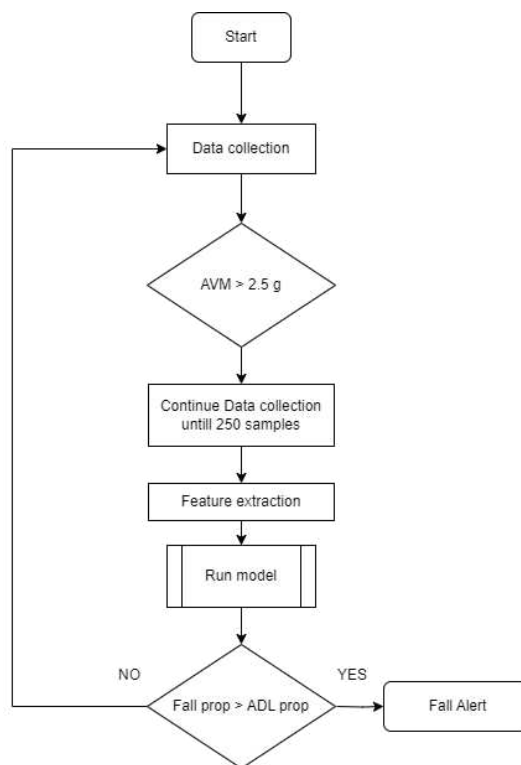 Start
Data collection
AVM > 2.5 g
Continue Data collection
untill 250 samples
Feature extraction
Run model
NO
YES
Fall prop > ADL prop
Fall Alert